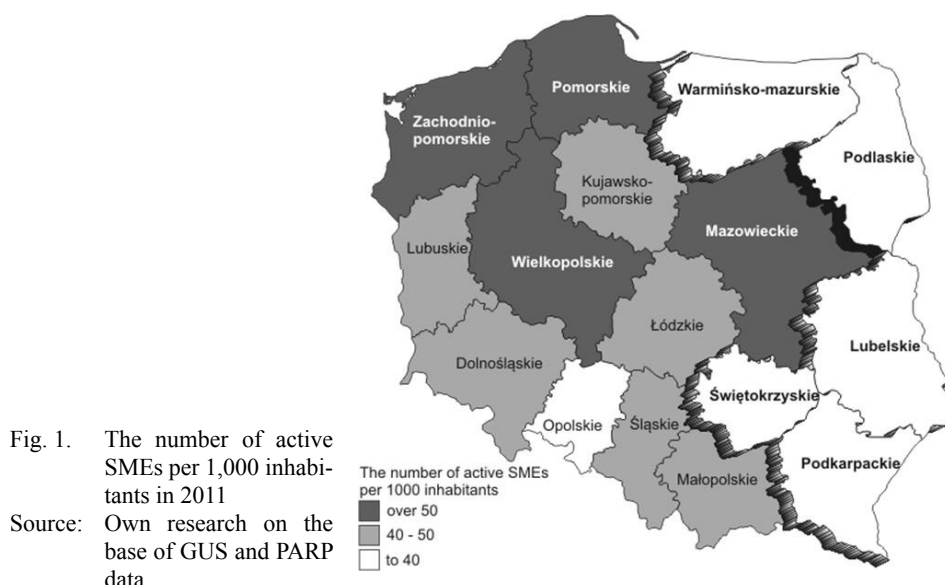 Pomorskie
Warmińsko-mazurskie
Zachodnio-
pomorskie
Podlaskie
Kujawsko-
pomorskie
Mazowieckie
Lubuskie
Wielkopolskie
Łódzkie
Lubelskie
Dolnośląskie
Świętokrzyskie
Opolskie
Śląskie
Podkarpackie
Małopolskie
The number of active SMEs
per 1000 inhabitants
over 50
40 - 50
to 40
Fig. 1. The number of active
SMEs per 1,000 inhabi-
tants in 2011
Source: Own research on the
base of GUS and PARP
data